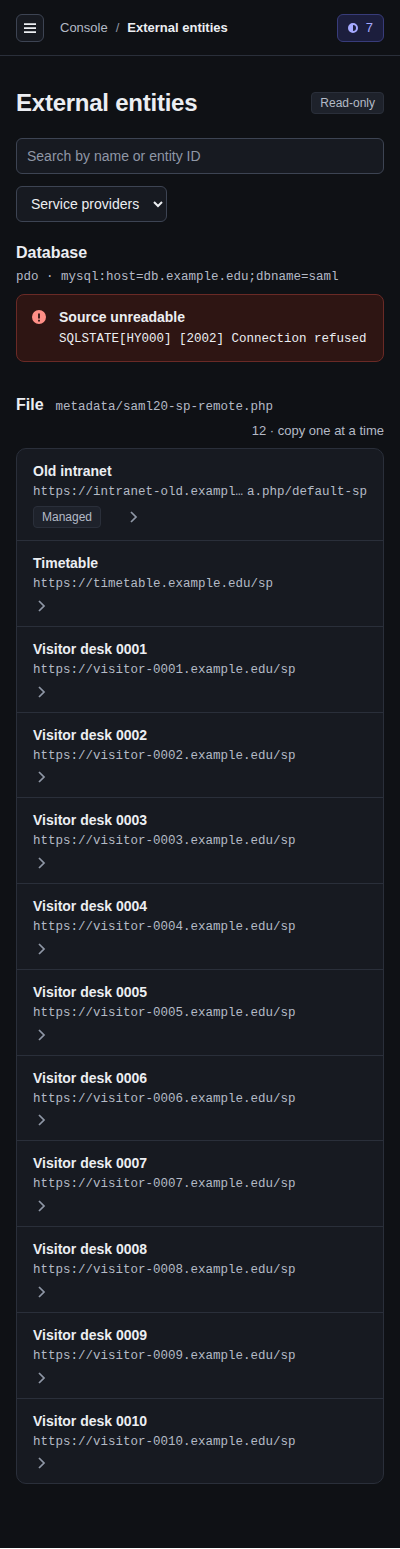 Console / External entities
7
External entities
Read-only
Search by name or entity ID
Service providers
Database
pdo · mysql:host=db.example.edu;dbname=saml
Source unreadable
SQLSTATE[HY000] [2002] Connection refused
File metadata/saml20-sp-remote.php
12 · copy one at a time
Old intranet
https://intranet-old.exampl… a.php/default-sp
Managed
Timetable
https://timetable.example.edu/sp
Visitor desk 0001
https://visitor-0001.example.edu/sp
Visitor desk 0002
https://visitor-0002.example.edu/sp
Visitor desk 0003
https://visitor-0003.example.edu/sp
Visitor desk 0004
https://visitor-0004.example.edu/sp
Visitor desk 0005
https://visitor-0005.example.edu/sp
Visitor desk 0006
https://visitor-0006.example.edu/sp
Visitor desk 0007
https://visitor-0007.example.edu/sp
Visitor desk 0008
https://visitor-0008.example.edu/sp
Visitor desk 0009
https://visitor-0009.example.edu/sp
Visitor desk 0010
https://visitor-0010.example.edu/sp